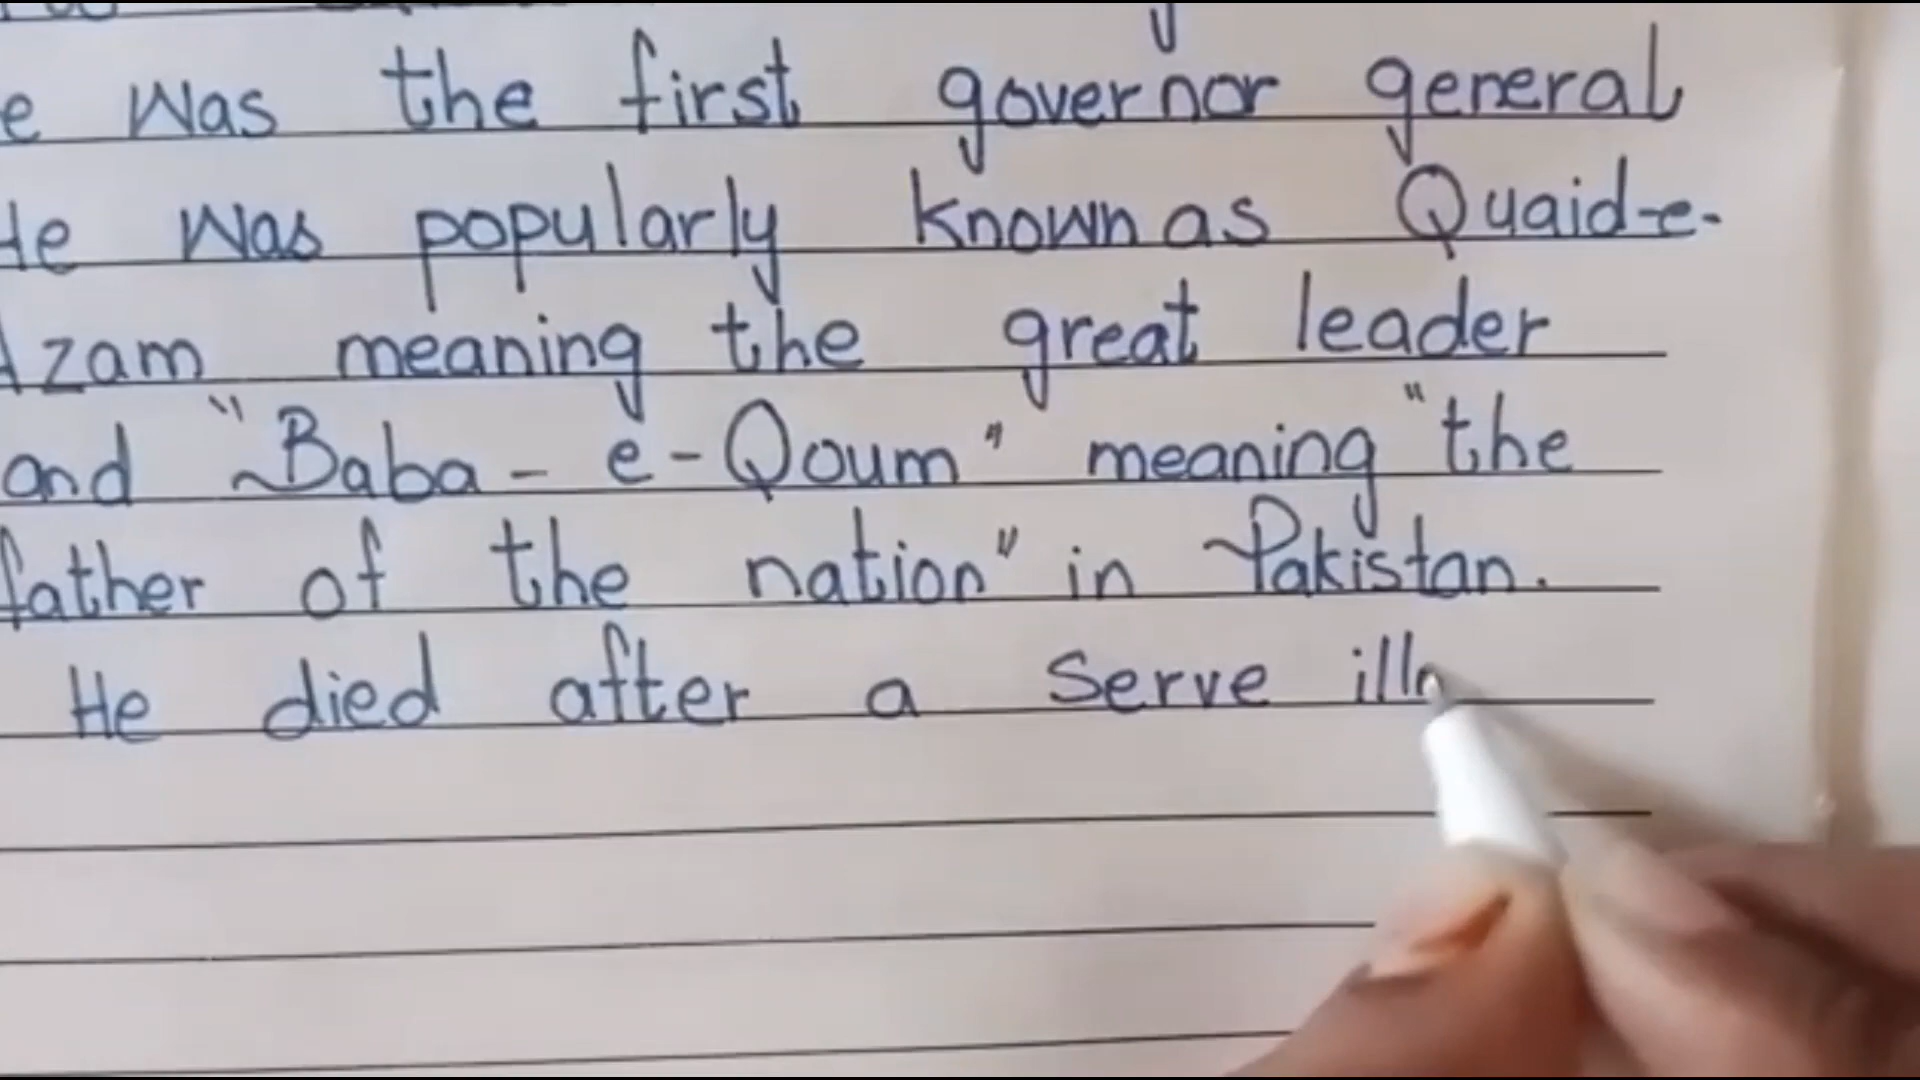 e was the first governor general
He was popularly known as Quaid-e-
Azam meaning the great leader
and "Baba - e - Qoum" meaning "the
father of the nation" in Pakistan.
He died after a Serve ill